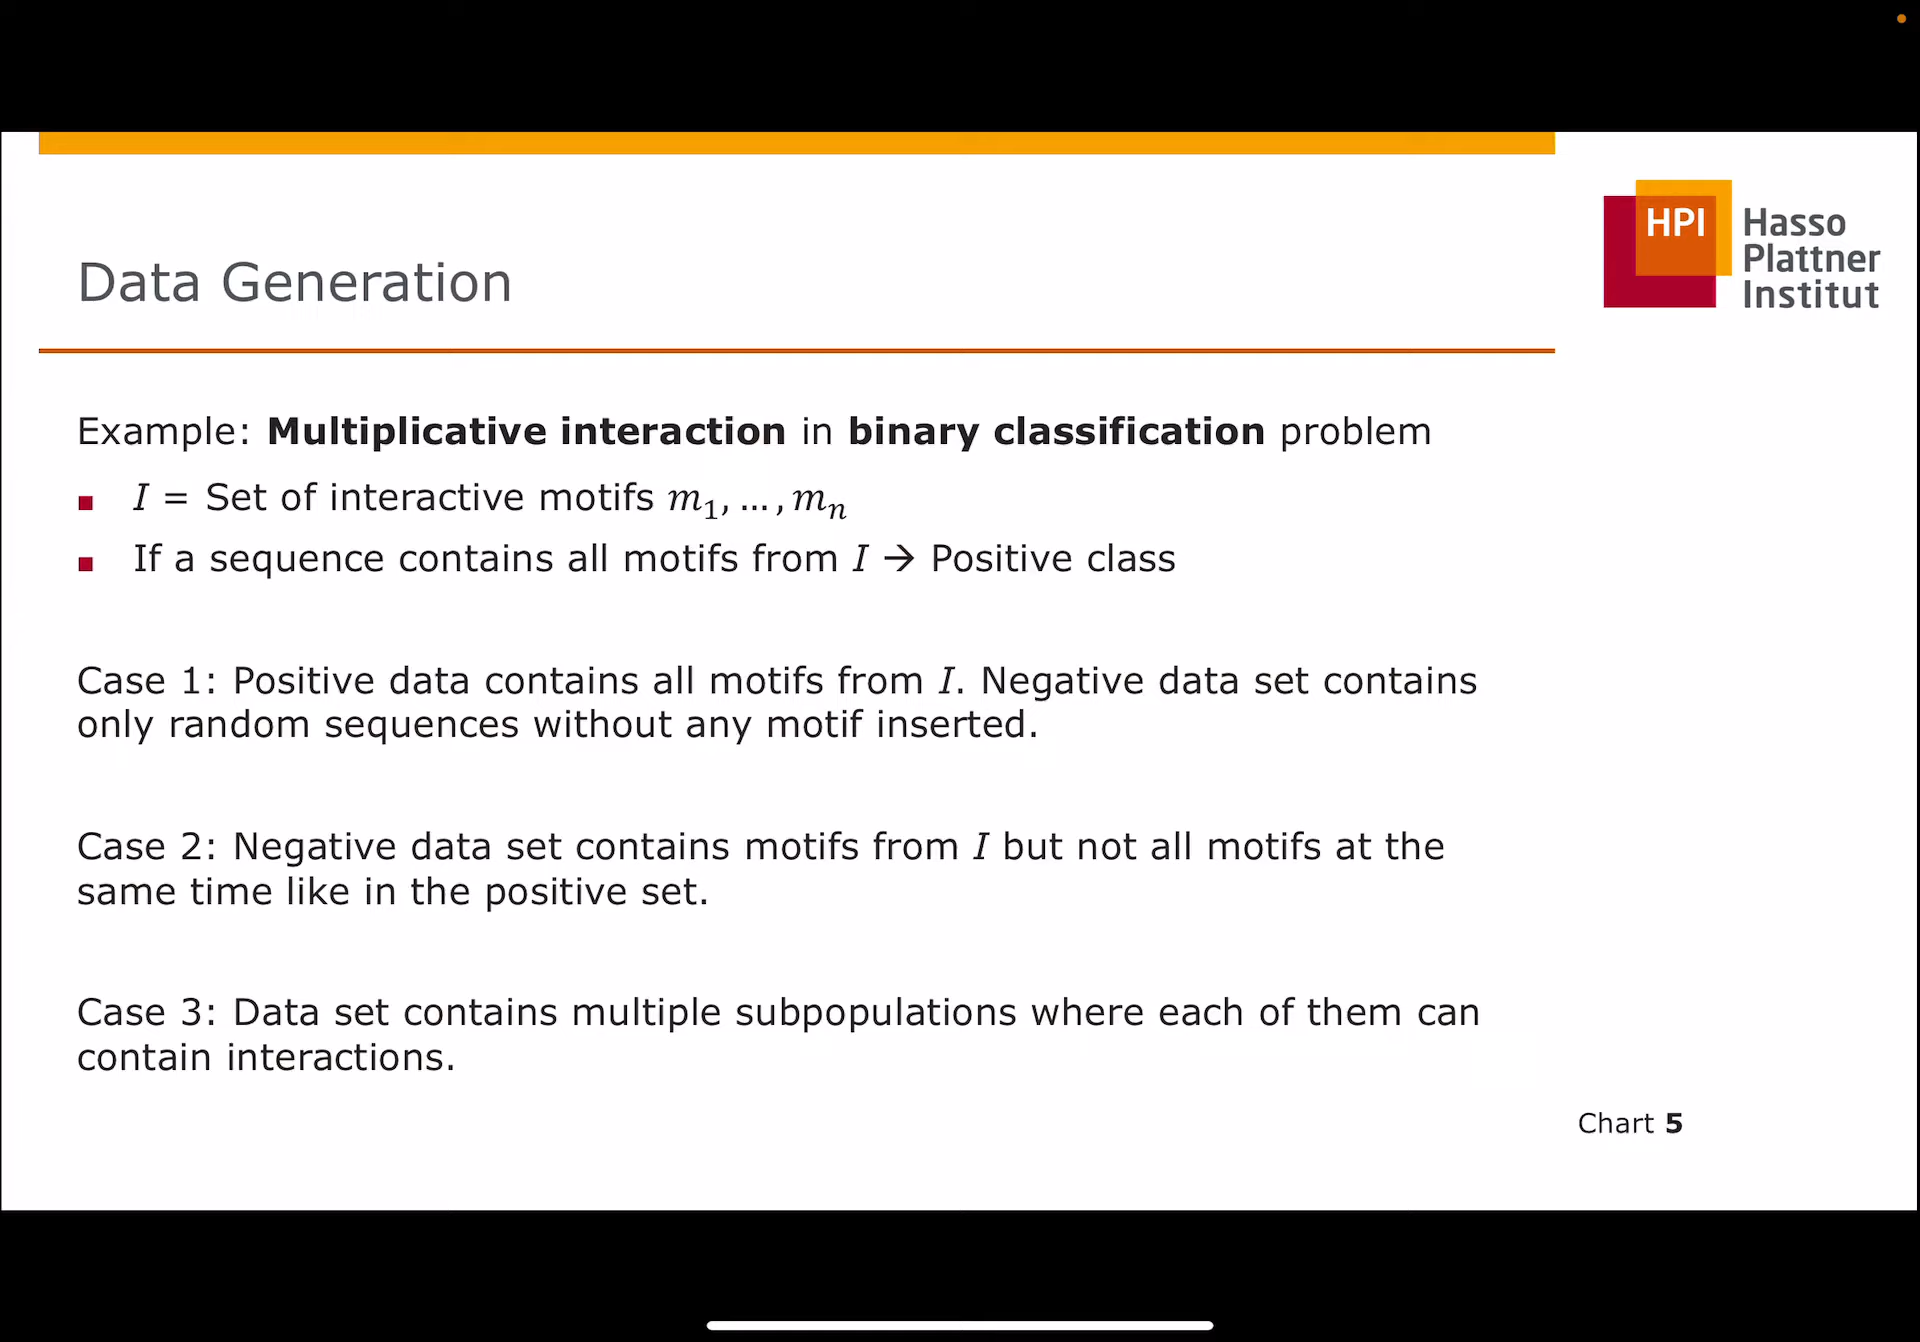 HPI
Hasso
Plattner
Institut
Data Generation
Example: Multiplicative interaction in binary classification problem
▪ I = Set of interactive motifs m₁, … , mₙ
▪ If a sequence contains all motifs from I → Positive class
Case 1: Positive data contains all motifs from I. Negative data set contains
only random sequences without any motif inserted.
Case 2: Negative data set contains motifs from I but not all motifs at the
same time like in the positive set.
Case 3: Data set contains multiple subpopulations where each of them can
contain interactions.
Chart 5